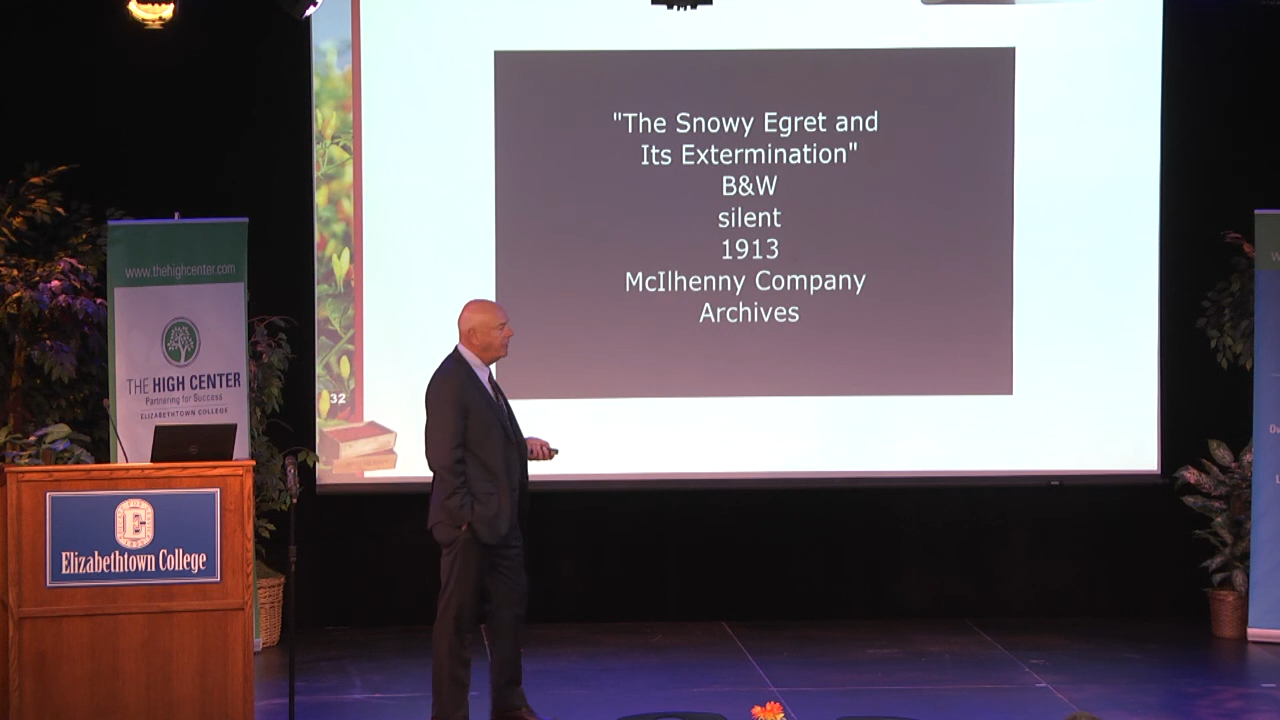 "The Snowy Egret and
Its Extermination"
B&W
silent
1913
McIlhenny Company
Archives
32
www.thehighcenter.com
THE HIGH CENTER
Partnering for Success
ELIZABETHTOWN COLLEGE
E
Elizabethtown College